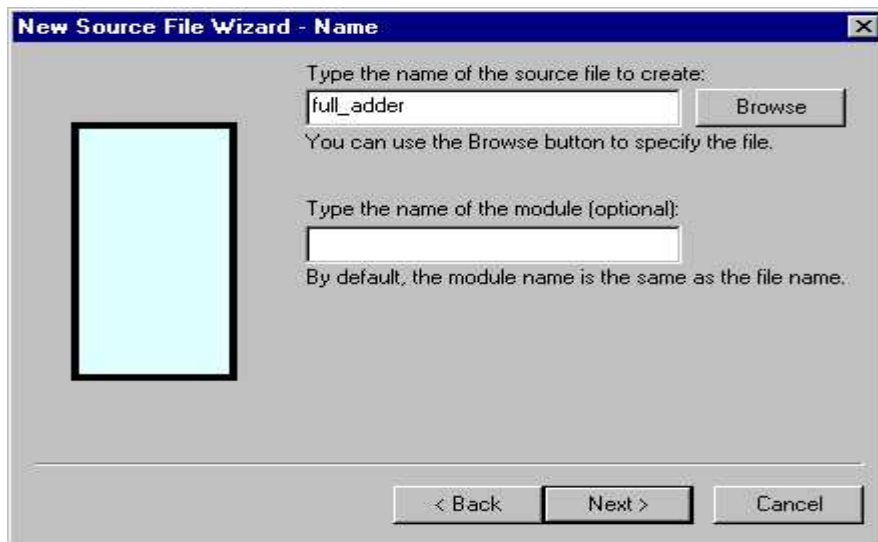 New Source File Wizard - Name
Type the name of the source file to create:
full_adder
Browse
You can use the Browse button to specify the file.
Type the name of the module (optional):
By default, the module name is the same as the file name.
< Back
Next >
Cancel